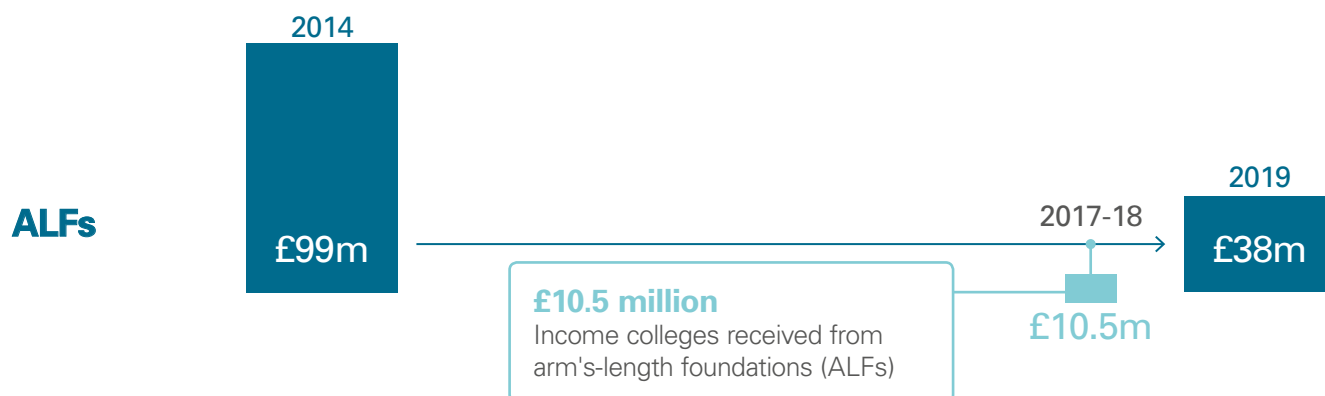 2014
2019
2017-18
ALFs
£99m
£38m
£10.5 million
Income colleges received from
arm's-length foundations (ALFs)
£10.5m